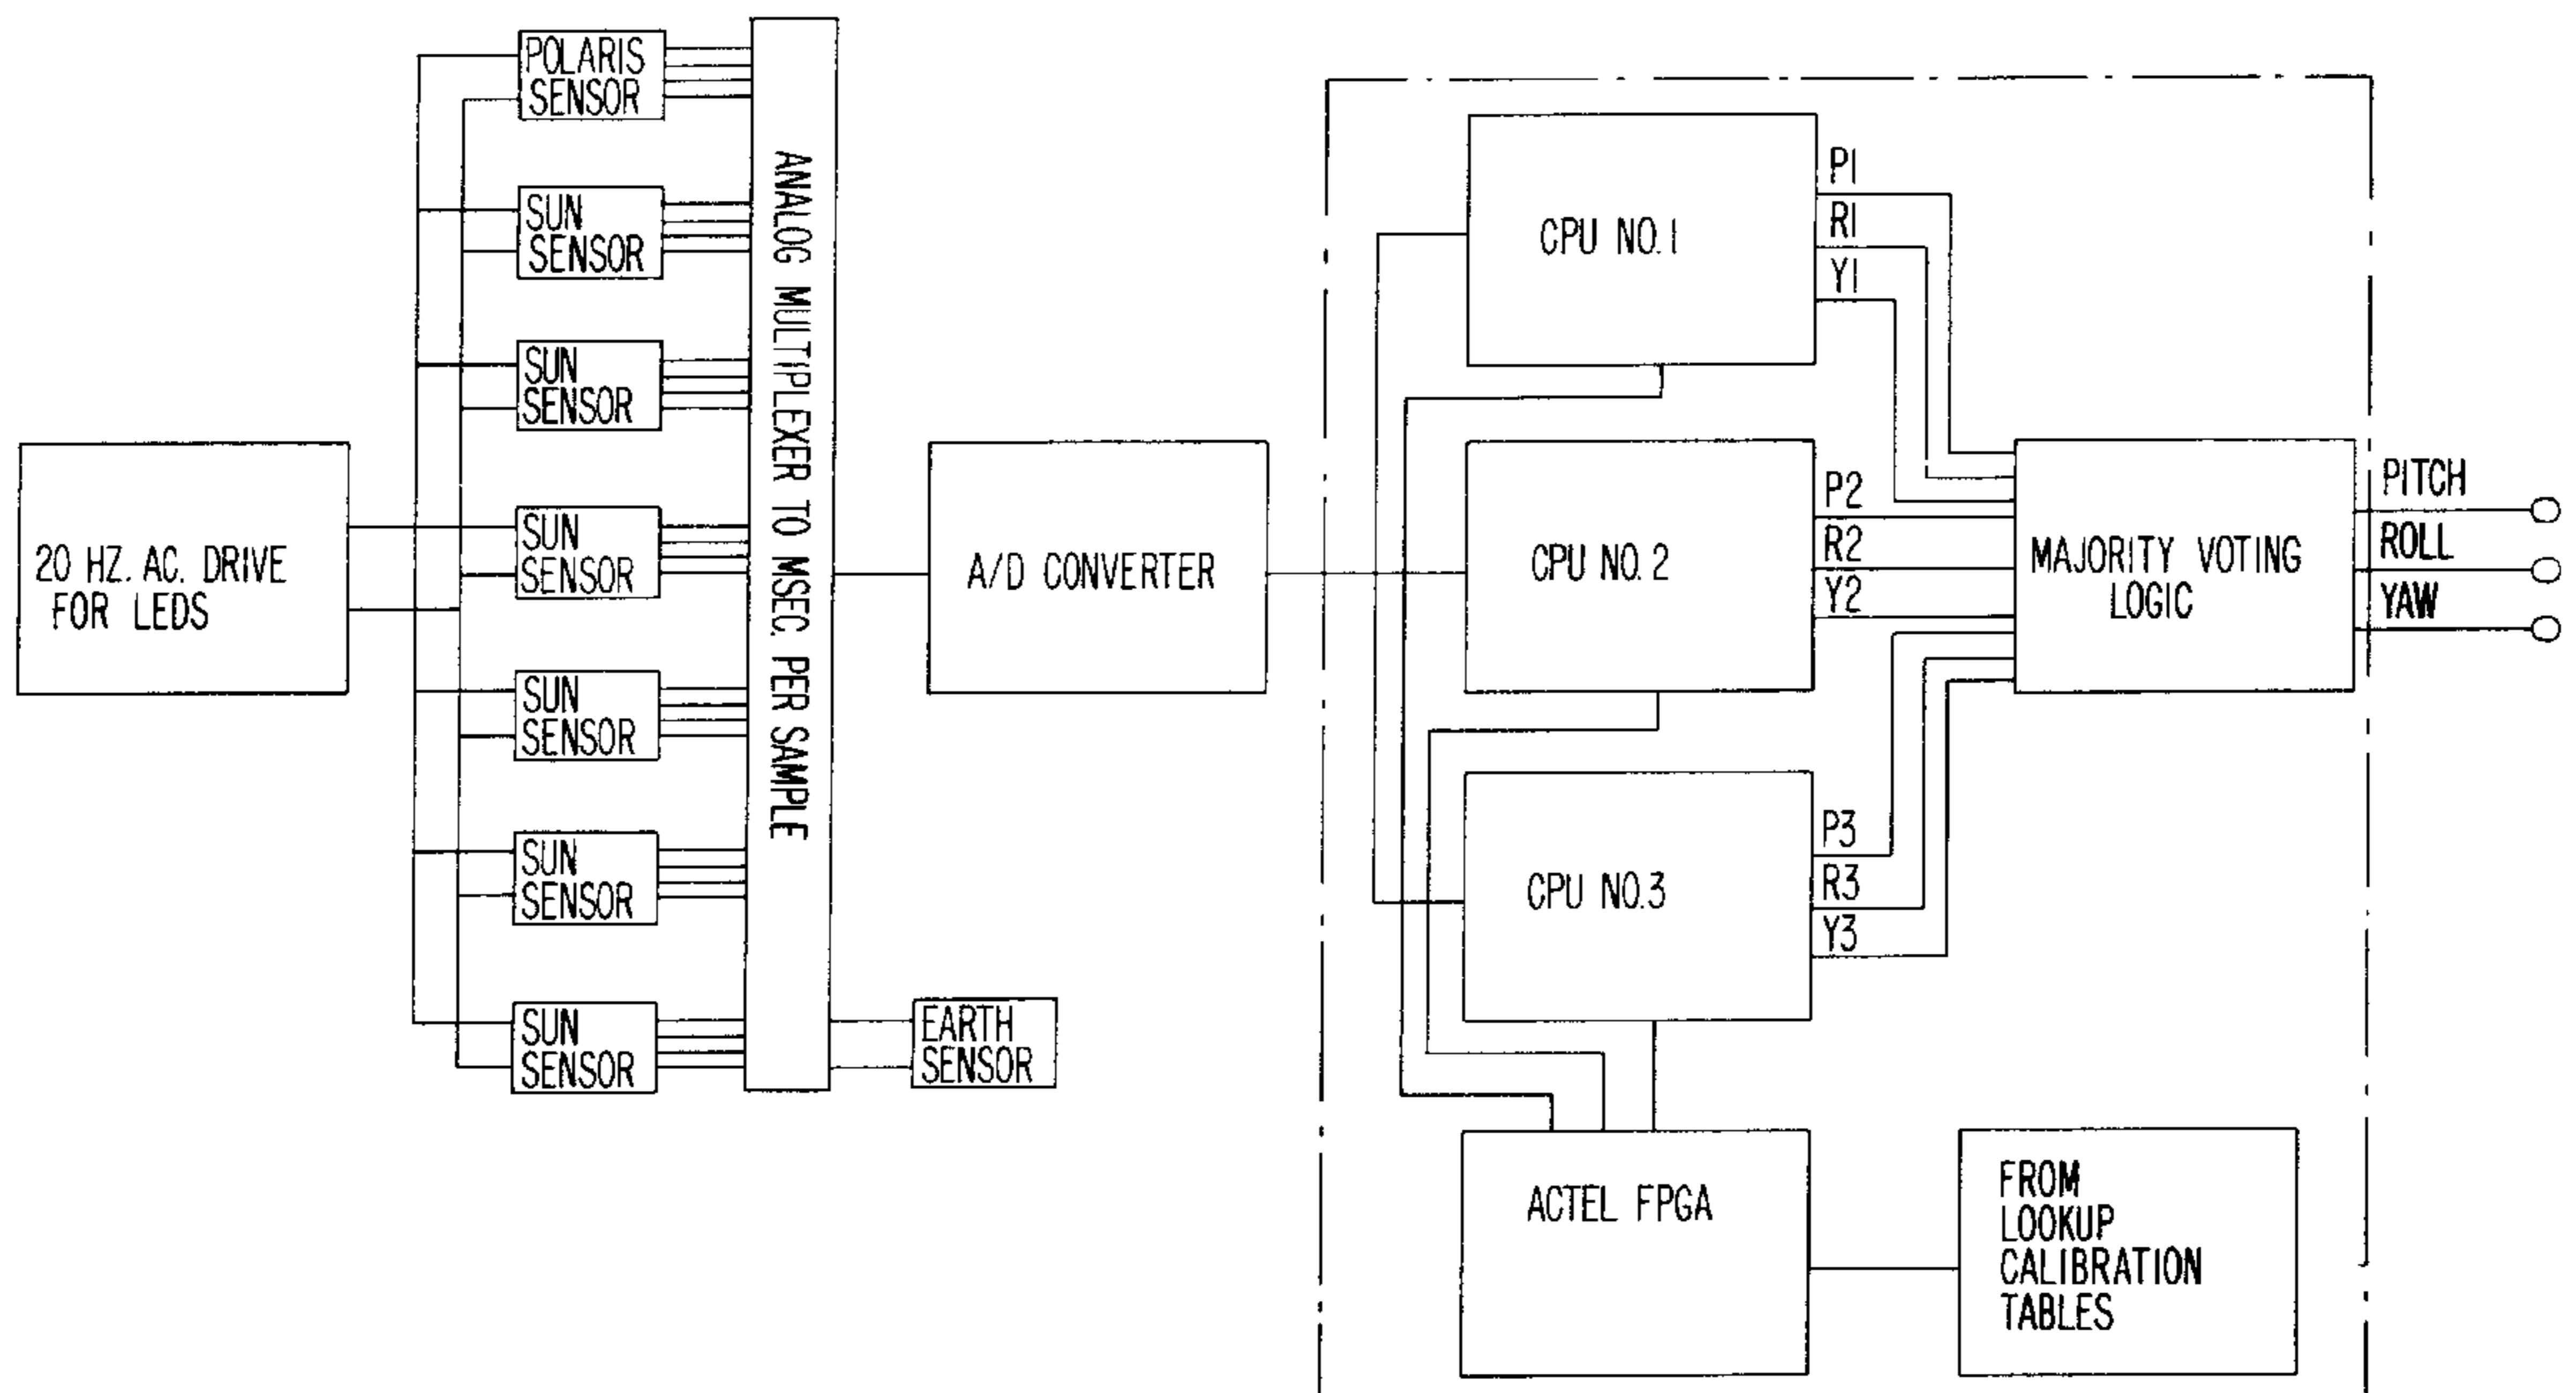 20 HZ. AC. DRIVE
FOR LEDS
POLARIS
SENSOR
SUN
SENSOR
SUN
SENSOR
SUN
SENSOR
SUN
SENSOR
SUN
SENSOR
SUN
SENSOR
ANALOG MULTIPLEXER TO MSEC. PER SAMPLE
EARTH
SENSOR
A/D CONVERTER
CPU NO. 1
P1
R1
Y1
CPU NO. 2
P2
R2
Y2
CPU NO. 3
P3
R3
Y3
MAJORITY VOTING
LOGIC
PITCH
ROLL
YAW
ACTEL FPGA
FROM
LOOKUP
CALIBRATION
TABLES